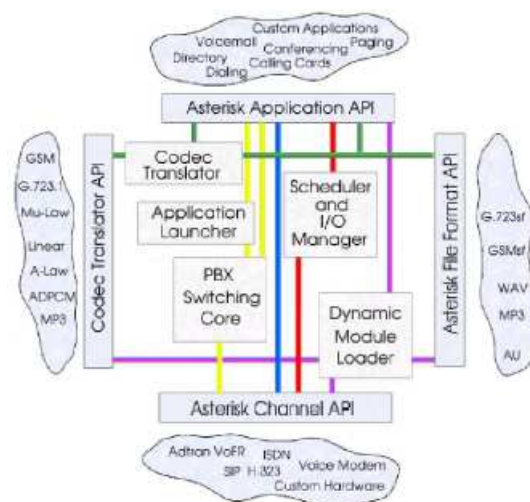 Custom Applications
Voicemail
Conferencing
Paging
Directory
Calling Cards
Dialing
Asterisk Application API
Codec Translator API
GSM
G.723.1
Mu-Law
Linear
A-Law
ADPCM
MP3
Codec
Translator
Application
Launcher
PBX
Switching
Core
Scheduler
and
I/O
Manager
Dynamic
Module
Loader
Asterisk File Format API
G.723sf
GSMsf
WAV
MP3
AU
Asterisk Channel API
Adtran VoFR
ISDN
SIP
H.323
Voice Modem
Custom Hardware